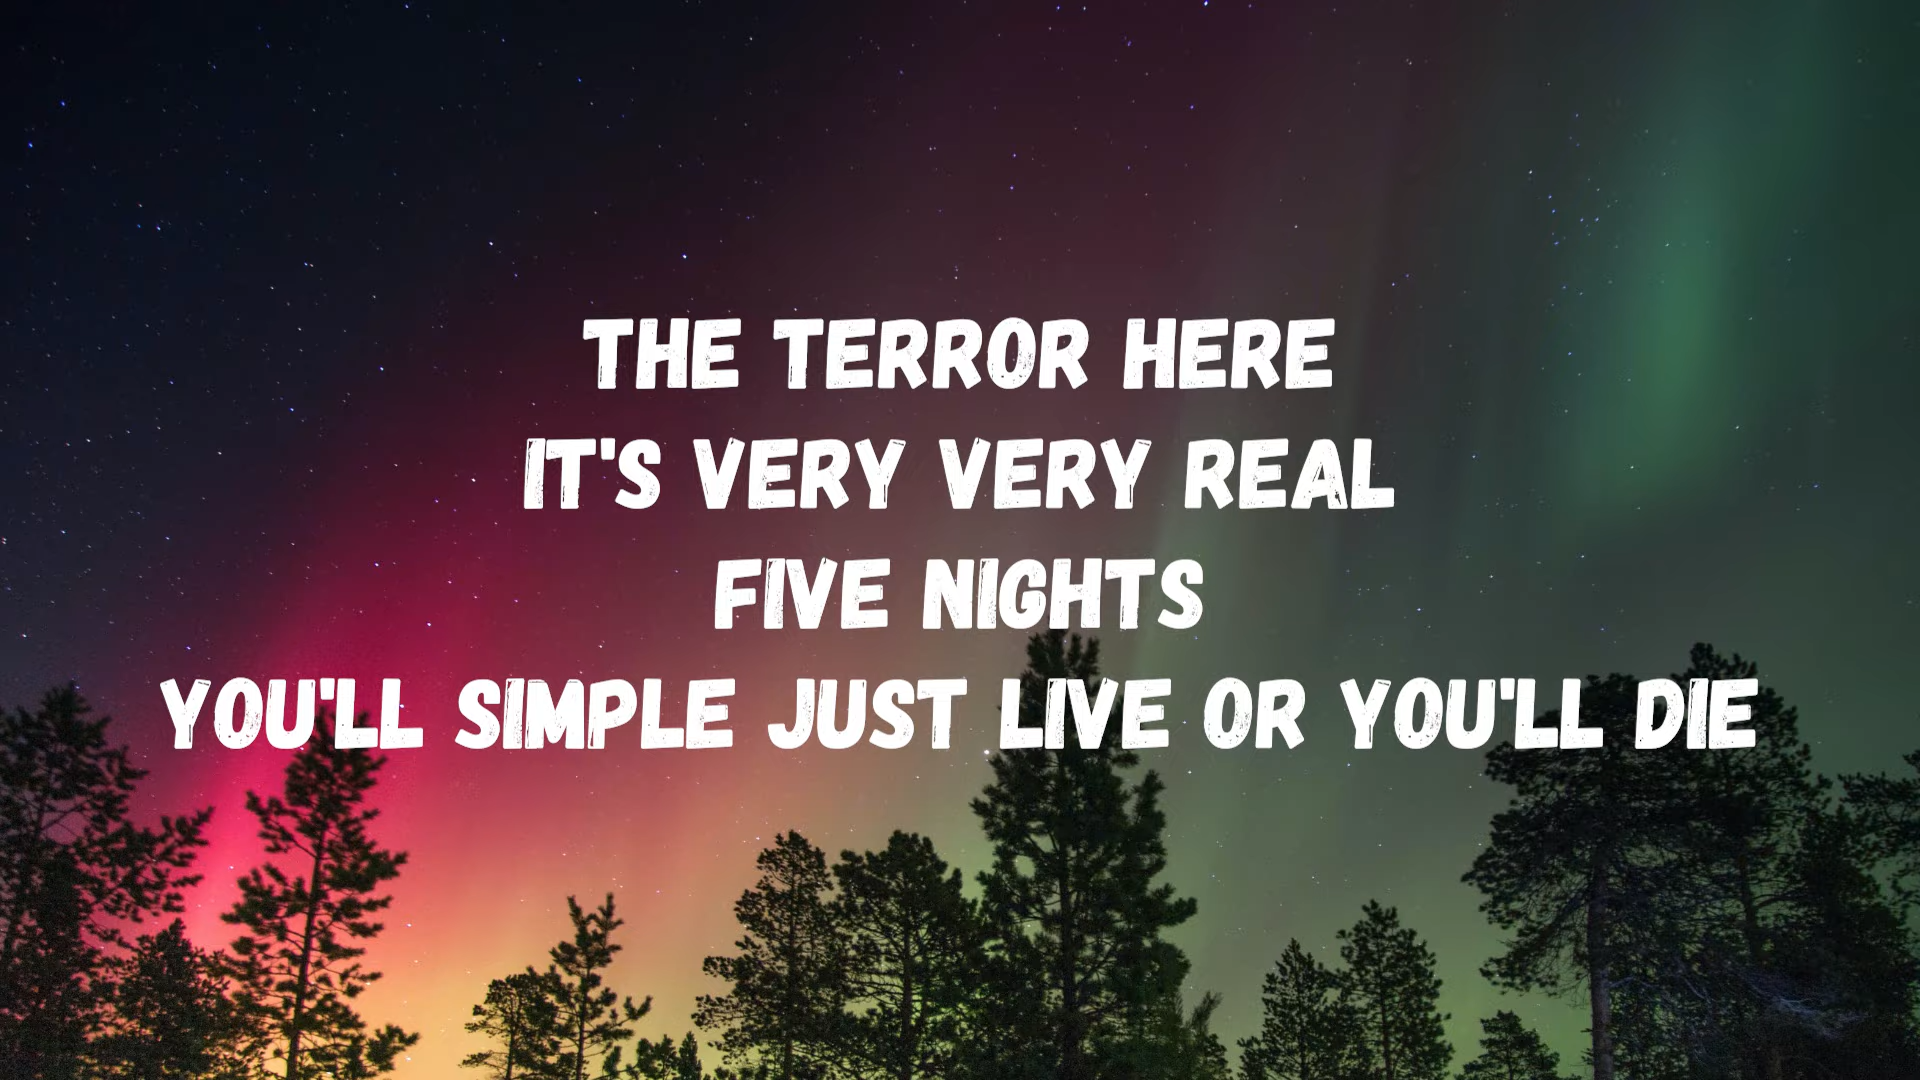 THE TERROR HERE
IT'S VERY VERY REAL
FIVE NIGHTS
YOU'LL SIMPLE JUST LIVE OR YOU'LL DIE